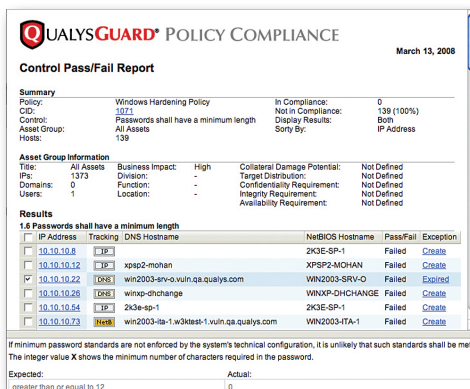 QUALYSGUARD® POLICY COMPLIANCE
March 13, 2008
Control Pass/Fail Report
Summary
Policy: Windows Hardening Policy In Compliance: 0
CID: 1071 Not in Compliance: 139 (100%)
Control: Passwords shall have a minimum length Display Results: Both
Asset Group: All Assets Sorty By: IP Address
Hosts: 139
Asset Group Information
Title: All Assets Business Impact: High Collateral Damage Potential: Not Defined
IPs: 1373 Division: - Target Distribution: Not Defined
Domains: 0 Function: - Confidentiality Requirement: Not Defined
Users: 1 Location: - Integrity Requirement: Not Defined
Availability Requirement: Not Defined
Results
1.6 Passwords shall have a minimum length
IP Address Tracking DNS Hostname NetBIOS Hostname Pass/Fail Exception
10.10.10.8 IP 2K3E-SP-1 Failed Create
10.10.10.12 IP xpsp2-mohan XPSP2-MOHAN Failed Create
10.10.10.22 DNS win2003-srv-o.vuln.qa.qualys.com WIN2003-SRV-O Failed Expired
10.10.10.26 DNS winxp-dhchange WINXP-DHCHANGE Failed Create
10.10.10.54 IP 2k3e-sp-1 2K3E-SP-1 Failed Create
10.10.10.73 NetB win2003-ita-1.w3ktest-1.vuln.qa.qualys.com WIN2003-ITA-1 Failed Create
If minimum password standards are not enforced by the system's technical configuration, it is unlikely that such standards shall be me
The integer value X shows the minimum number of characters required in the password.
Expected: Actual:
greater than or equal to 12 0